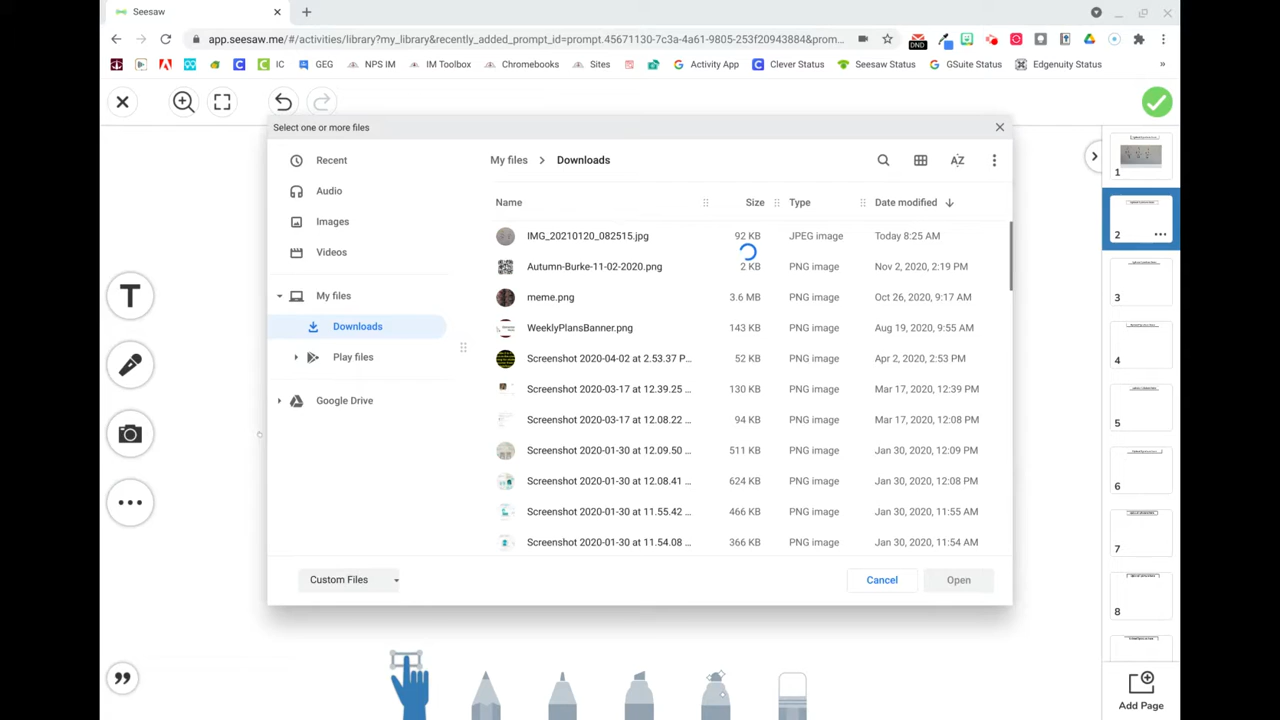 Seesaw
app.seesaw.me/#/activities/library?my_library&recently_added_prompt_id=prompt.45671130-7c3a-4a61-9805-253f20943884&prom...
DND
IC GEG NPS IM IM Toolbox Chromebooks Sites Activity App Clever Status Seesaw Status GSuite Status Edgenuity Status »
Select one or more files
Recent
Audio
Images
Videos
My files
Downloads
Play files
Google Drive
My files > Downloads
AZ
Name Size Type Date modified
IMG_20210120_082515.jpg 92 KB JPEG image Today 8:25 AM
Autumn-Burke-11-02-2020.png 2 KB PNG image Nov 2, 2020, 2:19 PM
meme.png 3.6 MB PNG image Oct 26, 2020, 9:17 AM
WeeklyPlansBanner.png 143 KB PNG image Aug 19, 2020, 9:55 AM
Screenshot 2020-04-02 at 2.53.37 P... 52 KB PNG image Apr 2, 2020, 2:53 PM
Screenshot 2020-03-17 at 12.39.25 ... 130 KB PNG image Mar 17, 2020, 12:39 PM
Screenshot 2020-03-17 at 12.08.22 ... 94 KB PNG image Mar 17, 2020, 12:08 PM
Screenshot 2020-01-30 at 12.09.50 ... 511 KB PNG image Jan 30, 2020, 12:09 PM
Screenshot 2020-01-30 at 12.08.41 ... 624 KB PNG image Jan 30, 2020, 12:08 PM
Screenshot 2020-01-30 at 11.55.42 ... 466 KB PNG image Jan 30, 2020, 11:55 AM
Screenshot 2020-01-30 at 11.54.08 ... 366 KB PNG image Jan 30, 2020, 11:54 AM
Custom Files
Cancel Open
T
1
2
3
4
5
6
7
8
Add Page